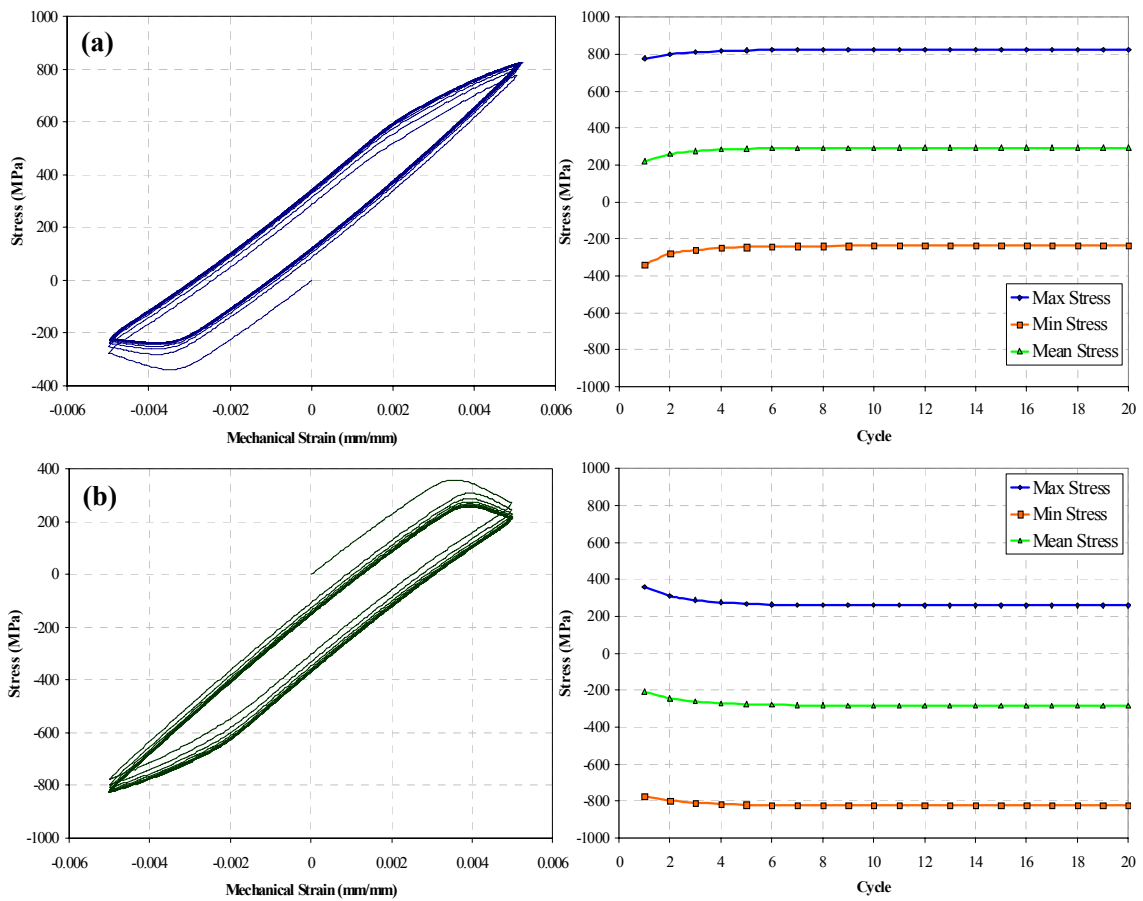 (a)
1000
800
600
400
200
0
-200
-400
-0.006 -0.004 -0.002 0 0.002 0.004 0.006
Stress (MPa)
Mechanical Strain (mm/mm)
1000
800
600
400
200
0
-200
-400
-600
-800
-1000
0 2 4 6 8 10 12 14 16 18 20
Stress (MPa)
Cycle
Max Stress
Min Stress
Mean Stress
(b)
400
200
0
-200
-400
-600
-800
-1000
-0.006 -0.004 -0.002 0 0.002 0.004 0.006
Stress (MPa)
Mechanical Strain (mm/mm)
1000
800
600
400
200
0
-200
-400
-600
-800
-1000
0 2 4 6 8 10 12 14 16 18 20
Stress (MPa)
Cycle
Max Stress
Min Stress
Mean Stress